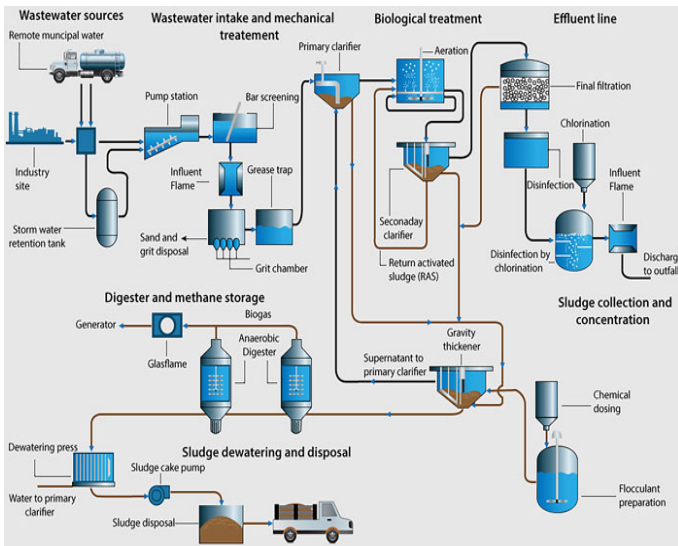 Wastewater sources
Remote muncipal water
Industry
site
Storm water
retention tank
Wastewater intake and mechanical
treatement
Pump station
Bar screening
Influent
Flame
Grease trap
Sand and
grit disposal
Grit chamber
Primary clarifier
Biological treatment
Aeration
Seconaday
clarifier
Return activated
sludge (RAS)
Effluent line
Final filtration
Chlorination
Disinfection
Influent
Flame
Disinfection by
chlorination
Discharg
to outfall
Sludge collection and
concentration
Digester and methane storage
Generator
Biogas
Glasflame
Anaerobic
Digester
Supernatant to
primary clarifier
Gravity
thickener
Chemical
dosing
Flocculant
preparation
Dewatering press
Water to primary
clarifier
Sludge dewatering and disposal
Sludge cake pump
Sludge disposal